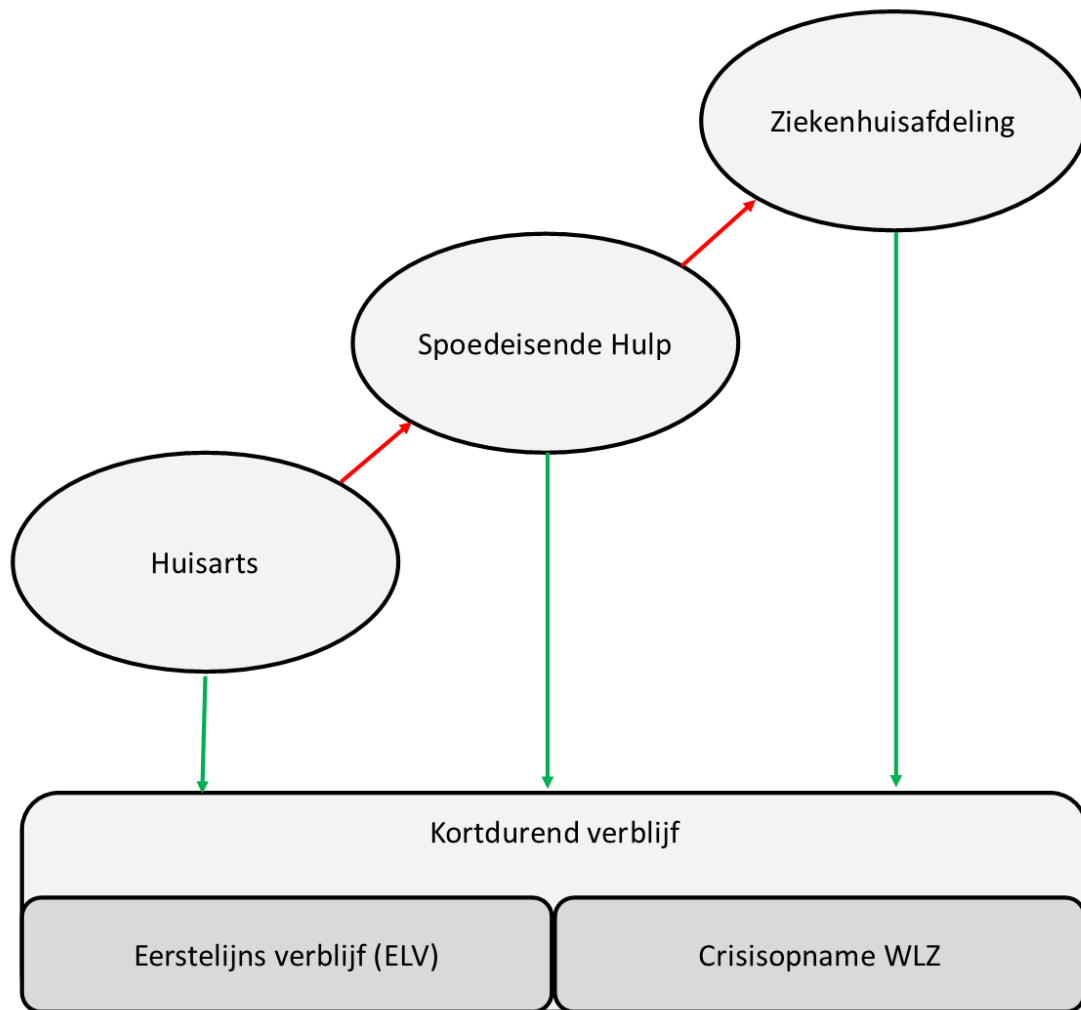 Ziekenhuisafdeling
Spoedeisende Hulp
Huisarts
Kortdurend verblijf
Eerstelijns verblijf (ELV)
Crisisopname WLZ